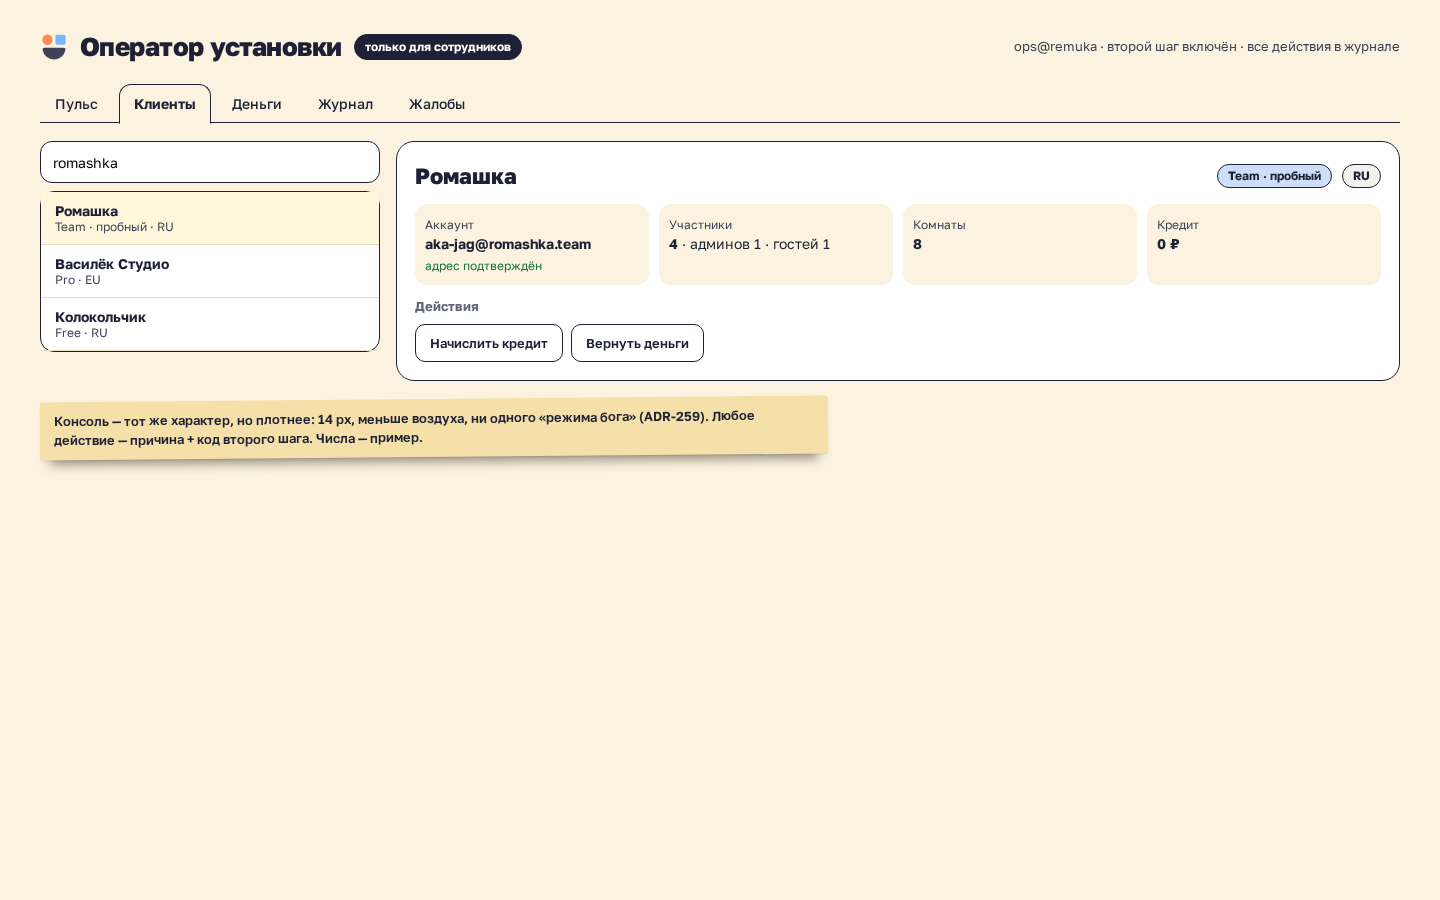 Оператор установки
только для сотрудников
ops@remuka · второй шаг включён · все действия в журнале
Пульс
Клиенты
Деньги
Журнал
Жалобы
romashka
Ромашка
Team · пробный · RU
Василёк Студио
Pro · EU
Колокольчик
Free · RU
Ромашка
Team · пробный
RU
Аккаунт
aka-jag@romashka.team
адрес подтверждён
Участники
4 · админов 1 · гостей 1
Комнаты
8
Кредит
0 ₽
Действия
Начислить кредит
Вернуть деньги
Консоль — тот же характер, но плотнее: 14 px, меньше воздуха, ни одного «режима бога» (ADR-259). Любое
действие — причина + код второго шага. Числа — пример.